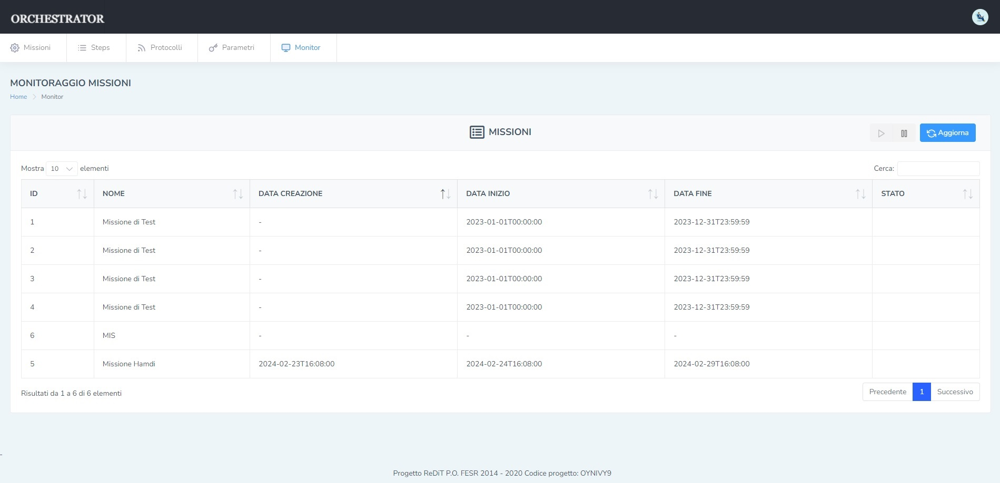 ORCHESTRATOR
Missioni Steps Protocolli Parametri Monitor
MONITORAGGIO MISSIONI
Home Monitor
MISSIONI Aggiorna
Mostra 10 elementi Cerca:
ID NOME DATA CREAZIONE DATA INIZIO DATA FINE STATO
1 Missione di Test - 2023-01-01T00:00:00 2023-12-31T23:59:59
2 Missione di Test - 2023-01-01T00:00:00 2023-12-31T23:59:59
3 Missione di Test - 2023-01-01T00:00:00 2023-12-31T23:59:59
4 Missione di Test - 2023-01-01T00:00:00 2023-12-31T23:59:59
6 MIS - - -
5 Missione Hamdi 2024-02-23T16:08:00 2024-02-24T16:08:00 2024-02-29T16:08:00
Risultati da 1 a 6 di 6 elementi Precedente 1 Successivo
-
Progetto ReDiT P.O. FESR 2014 - 2020 Codice progetto: OYNIVY9